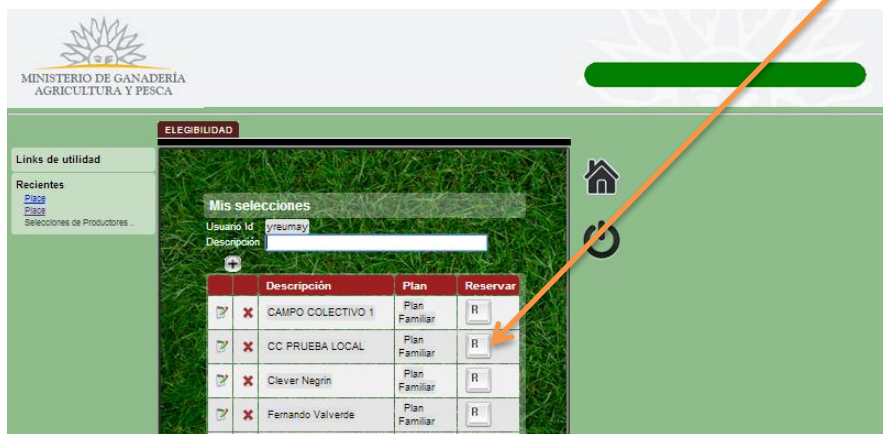 MINISTERIO DE GANADERÍA
AGRICULTURA Y PESCA
ELEGIBILIDAD
Links de utilidad
Recientes
Place
Place
Selecciones de Productores ..
Mis selecciones
Usuario Id yreumay
Descripción
Descripción Plan Reservar
CAMPO COLECTIVO 1 Plan Familiar R
CC PRUEBA LOCAL Plan Familiar R
Clever Negrin Plan Familiar R
Fernando Valverde Plan Familiar R